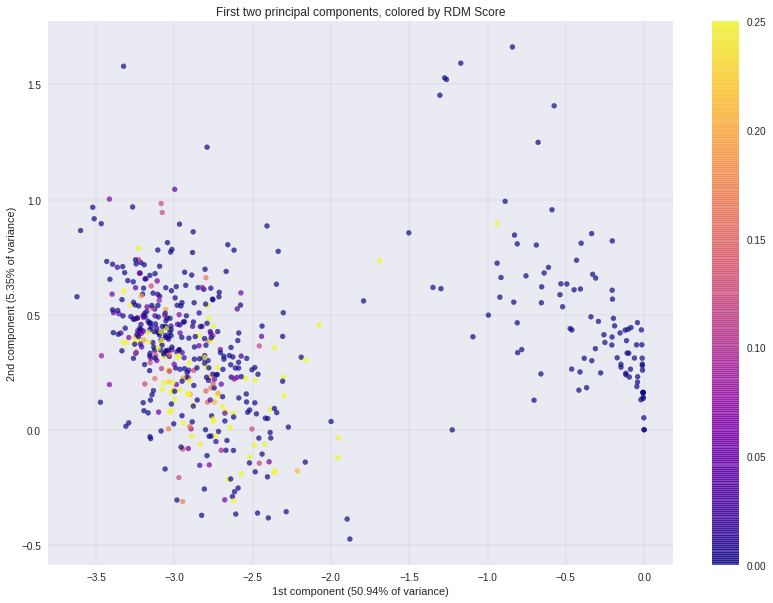 First two principal components, colored by RDM Score
0.25
0.20
0.15
0.10
0.05
0.00
1.5
1.0
0.5
0.0
−0.5
2nd component (5.35% of variance)
−3.5 −3.0 −2.5 −2.0 −1.5 −1.0 −0.5 0.0
1st component (50.94% of variance)